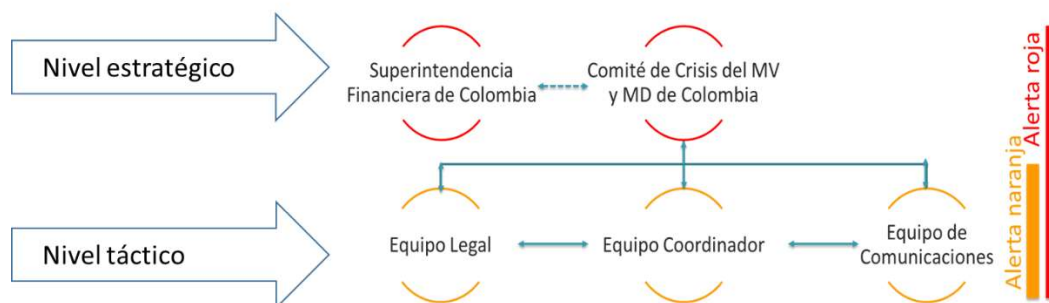 Nivel estratégico
Superintendencia
Financiera de Colombia
Comité de Crisis del MV
y MD de Colombia
Alerta roja
Nivel táctico
Equipo Legal
Equipo Coordinador
Equipo de
Comunicaciones
Alerta naranja